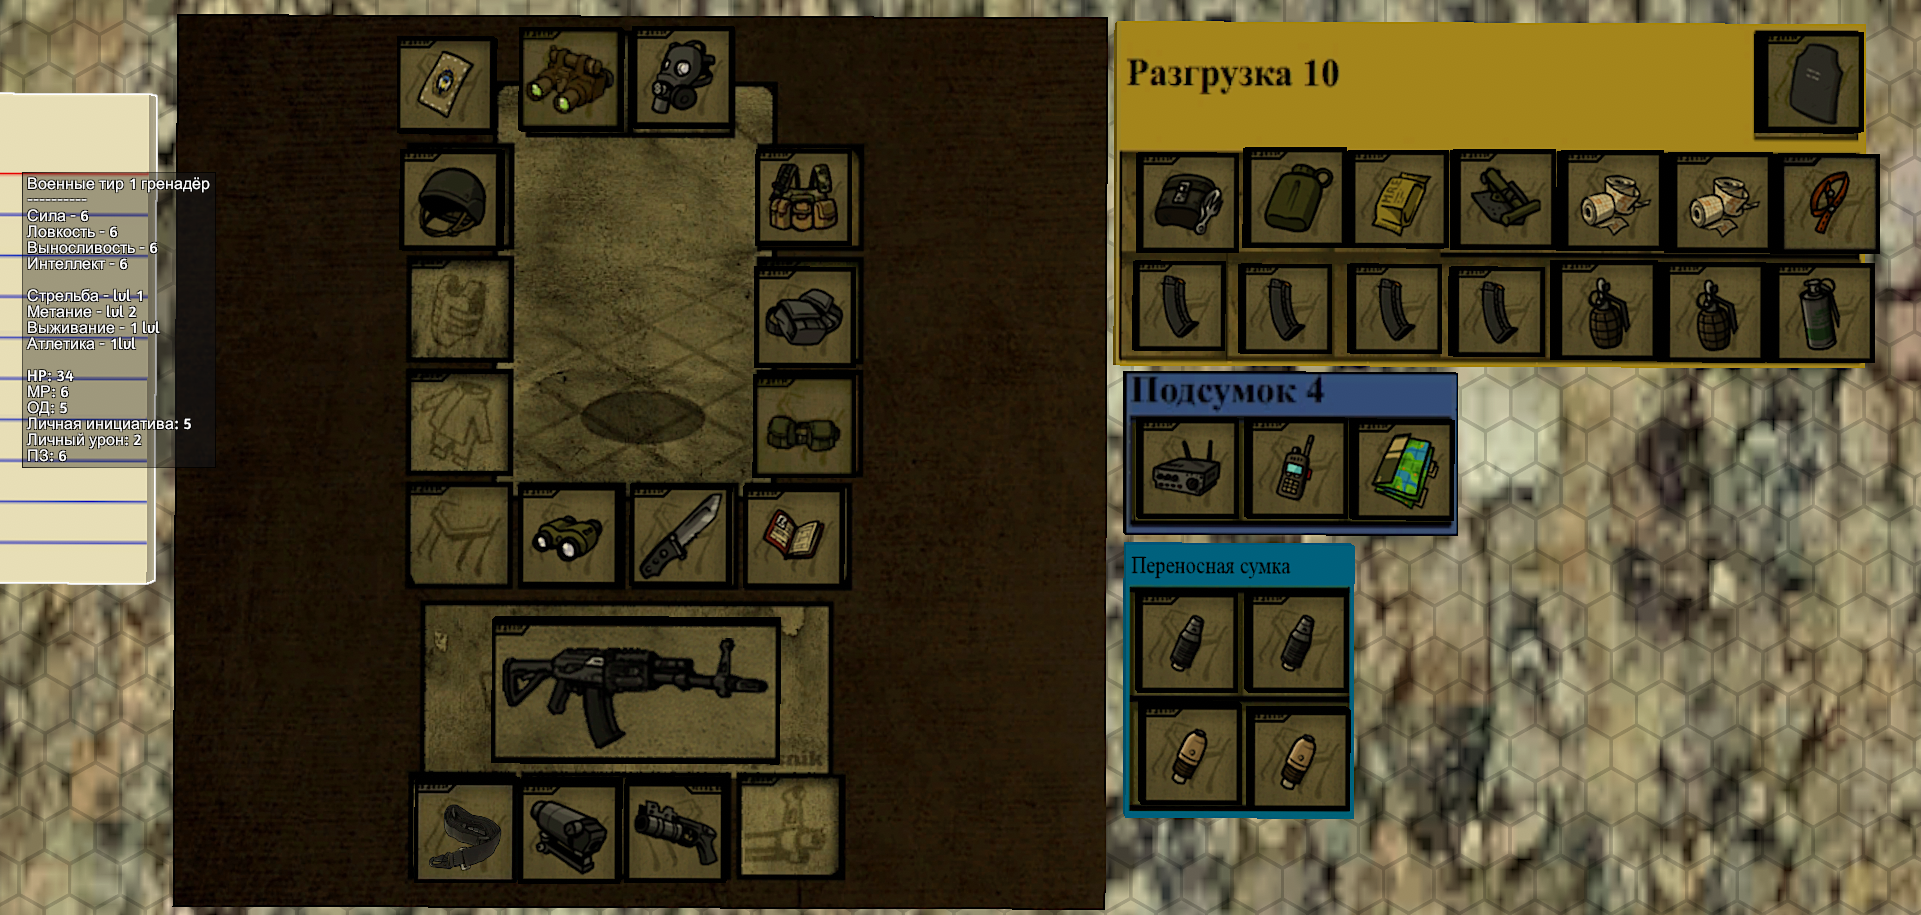 Военные тир 1 гренадёр
----------
Сила - 6
Ловкость - 6
Выносливость - 6
Интеллект - 6
Стрельба - lvl 1
Метание - lvl 2
Выживание - 1 lvl
Атлетика - 1lvl
HP: 34
МР: 6
ОД: 5
Личная инициатива: 5
Личный урон: 2
ПЗ: 6
Разгрузка 10
Подсумок 4
Переносная сумка